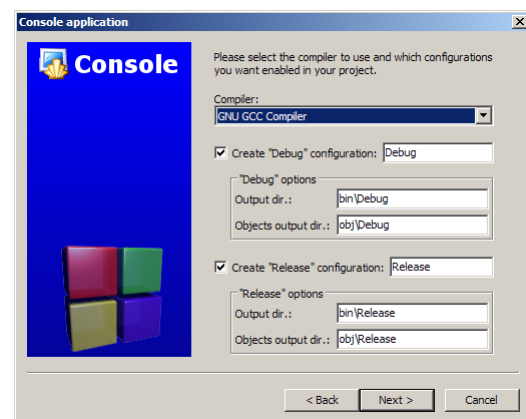 Console application
Console
Please select the compiler to use and which configurations
you want enabled in your project.
Compiler:
GNU GCC Compiler
Create "Debug" configuration: Debug
"Debug" options
Output dir.: bin\Debug
Objects output dir.: obj\Debug
Create "Release" configuration: Release
"Release" options
Output dir.: bin\Release
Objects output dir.: obj\Release
< Back Next > Cancel